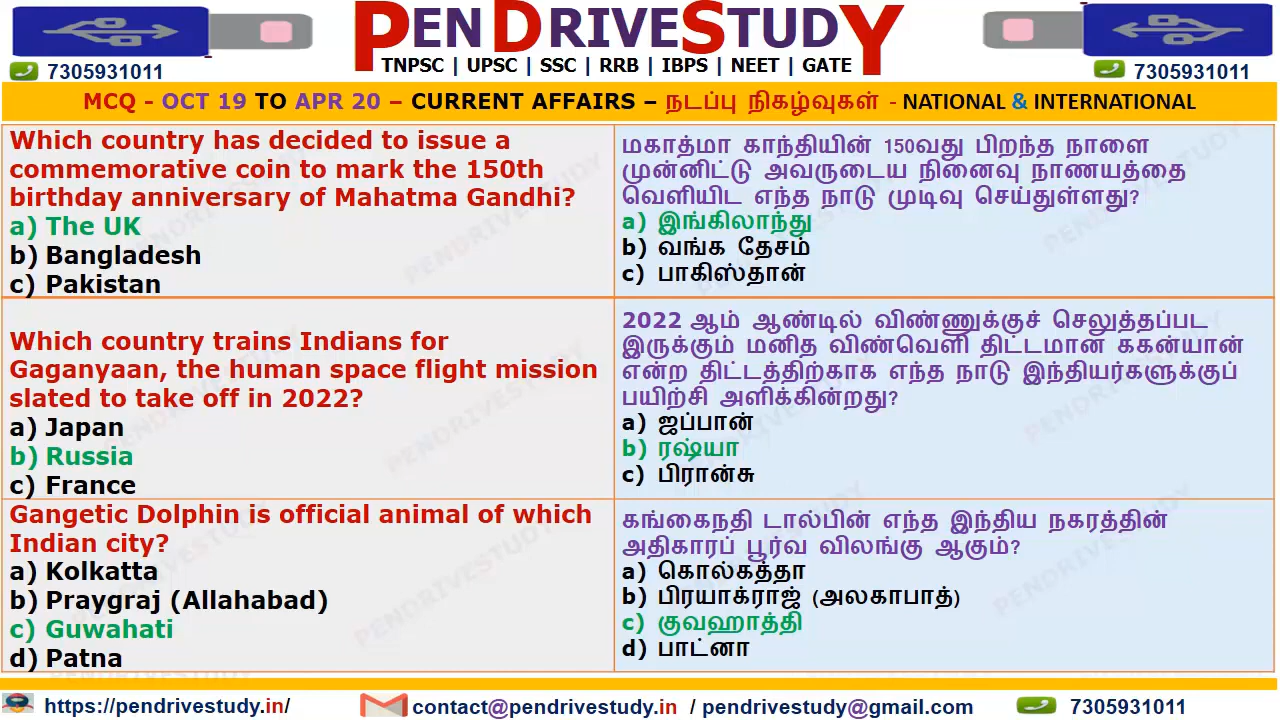 PENDRIVESTUDY
TNPSC | UPSC | SSC | RRB | IBPS | NEET | GATE
7305931011
7305931011
MCQ - OCT 19 TO APR 20 – CURRENT AFFAIRS – நடப்பு நிகழ்வுகள் - NATIONAL & INTERNATIONAL
Which country has decided to issue a
commemorative coin to mark the 150th
birthday anniversary of Mahatma Gandhi?
a) The UK
b) Bangladesh
c) Pakistan
மகாத்மா காந்தியின் 150வது பிறந்த நாளை
முன்னிட்டு அவருடைய நினைவு நாணயத்தை
வெளியிட எந்த நாடு முடிவு செய்துள்ளது?
a) இங்கிலாந்து
b) வங்க தேசம்
c) பாகிஸ்தான்
Which country trains Indians for
Gaganyaan, the human space flight mission
slated to take off in 2022?
a) Japan
b) Russia
c) France
2022 ஆம் ஆண்டில் விண்ணுக்குச் செலுத்தப்பட
இருக்கும் மனித விண்வெளி திட்டமான ககன்யான்
என்ற திட்டத்திற்காக எந்த நாடு இந்தியர்களுக்குப்
பயிற்சி அளிக்கின்றது?
a) ஜப்பான்
b) ரஷ்யா
c) பிரான்சு
Gangetic Dolphin is official animal of which
Indian city?
a) Kolkatta
b) Praygraj (Allahabad)
c) Guwahati
d) Patna
கங்கைநதி டால்பின் எந்த இந்திய நகரத்தின்
அதிகாரப் பூர்வ விலங்கு ஆகும்?
a) கொல்கத்தா
b) பிரயாக்ராஜ் (அலகாபாத்)
c) குவஹாத்தி
d) பாட்னா
https://pendrivestudy.in/
contact@pendrivestudy.in / pendrivestudy@gmail.com
7305931011